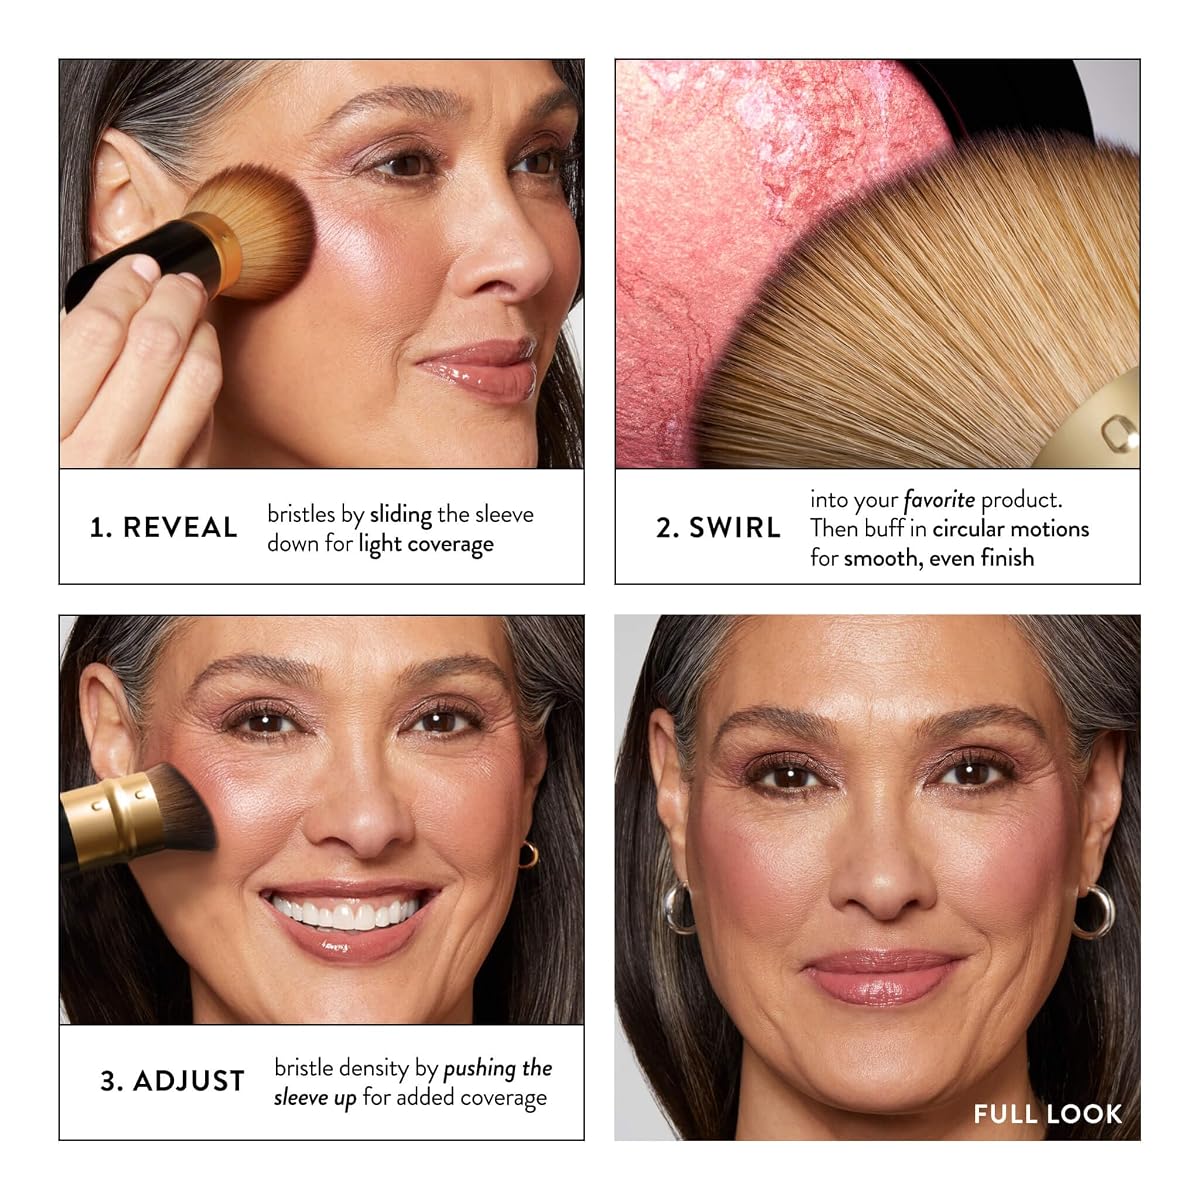 1. REVEAL
bristles by sliding the sleeve
down for light coverage
2. SWIRL
into your favorite product.
Then buff in circular motions
for smooth, even finish
3. ADJUST
bristle density by pushing the
sleeve up for added coverage
FULL LOOK